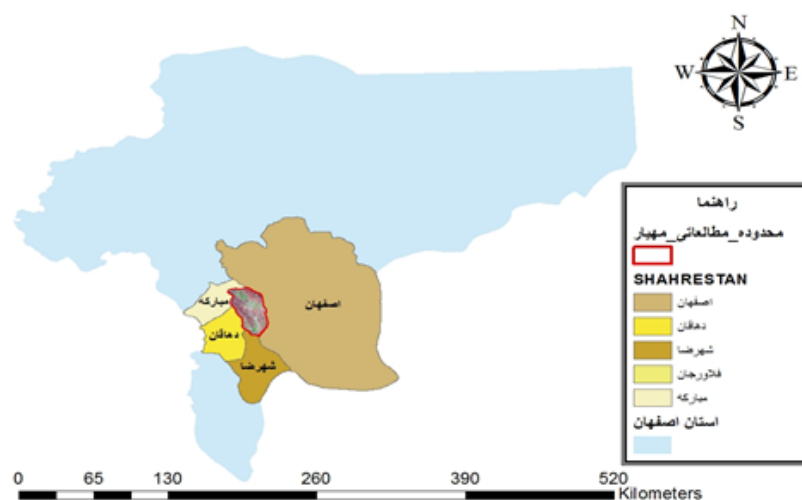 N
W E
S
اصفهان
مبارکه
دهاقان
شهرضا
راهنما
محدوده_مطالعاتی_مهیار
SHAHRESTAN
اصفهان
دهاقان
شهرضا
فلاورجان
مبارکه
استان اصفهان
0 65 130 260 390 520
Kilometers